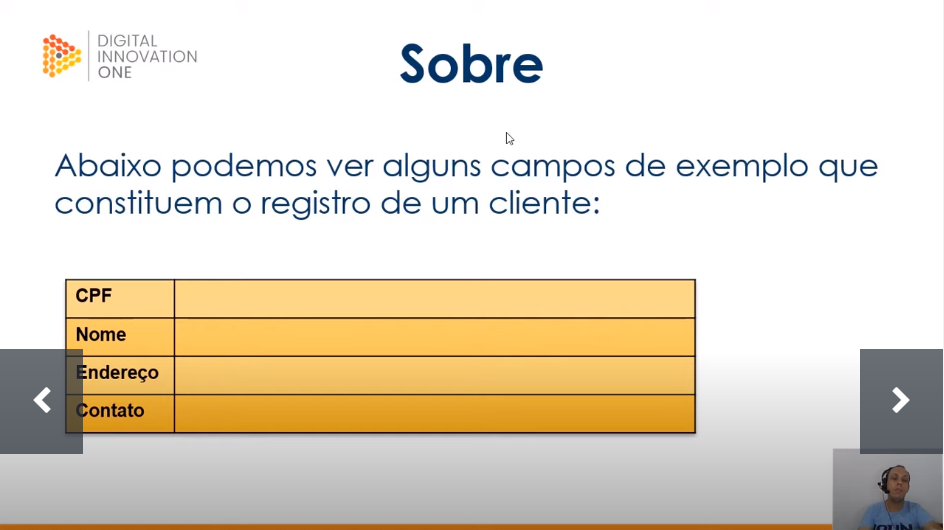 DIGITAL
INNOVATION
ONE
Sobre
Abaixo podemos ver alguns campos de exemplo que
constituem o registro de um cliente:
CPF
Nome
Endereço
Contato